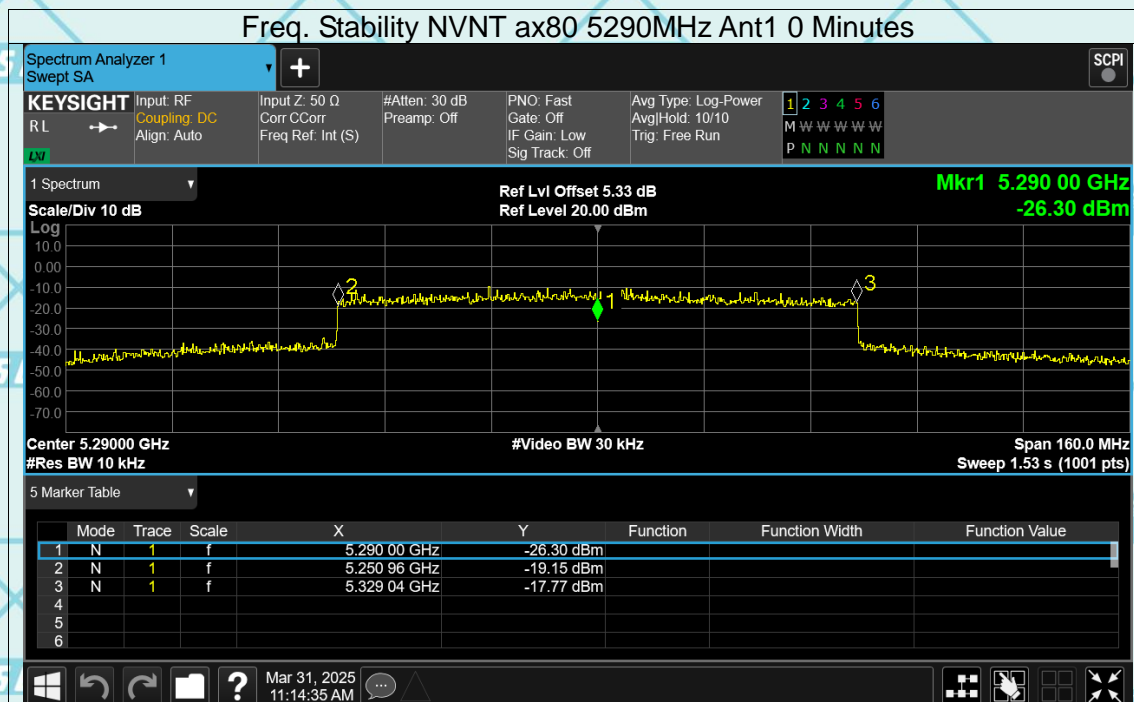 Freq. Stability NVNT ax80 5290MHz Ant1 0 Minutes
Spectrum Analyzer 1
Swept SA
+
SCPI
KEYSIGHT
RL
LXI
Input: RF
Coupling: DC
Align: Auto
Input Z: 50 Ω
Corr CCorr
Freq Ref: Int (S)
#Atten: 30 dB
Preamp: Off
PNO: Fast
Gate: Off
IF Gain: Low
Sig Track: Off
Avg Type: Log-Power
Avg|Hold: 10/10
Trig: Free Run
1 2 3 4 5 6
M W W W W W
P N N N N N
1 Spectrum
Scale/Div 10 dB
Ref Lvl Offset 5.33 dB
Ref Level 20.00 dBm
Mkr1 5.290 00 GHz
-26.30 dBm
Log
10.0
0.00
-10.0
-20.0
-30.0
-40.0
-50.0
-60.0
-70.0
2
1
3
Center 5.29000 GHz
#Video BW 30 kHz
Span 160.0 MHz
#Res BW 10 kHz
Sweep 1.53 s (1001 pts)
5 Marker Table
Mode Trace Scale X Y Function Function Width Function Value
1 N 1 f 5.290 00 GHz -26.30 dBm
2 N 1 f 5.250 96 GHz -19.15 dBm
3 N 1 f 5.329 04 GHz -17.77 dBm
4
5
6
?
Mar 31, 2025
11:14:35 AM